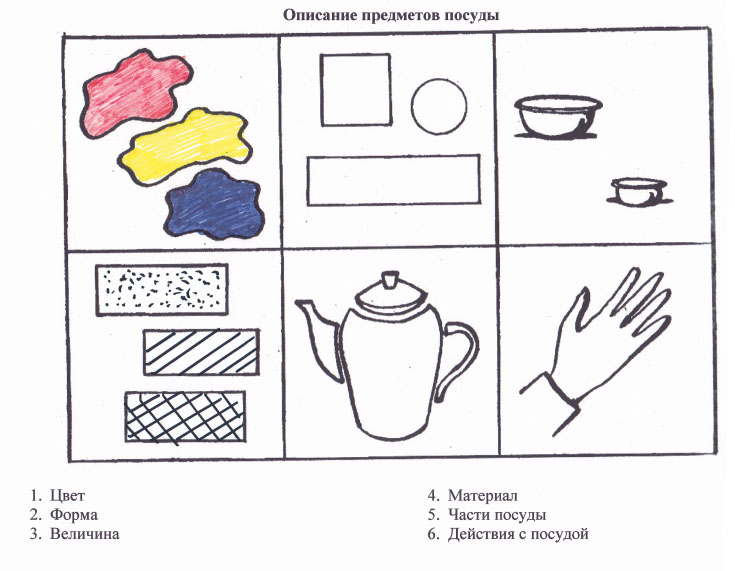 Описание предметов посуды
1. Цвет
2. Форма
3. Величина
4. Материал
5. Части посуды
6. Действия с посудой